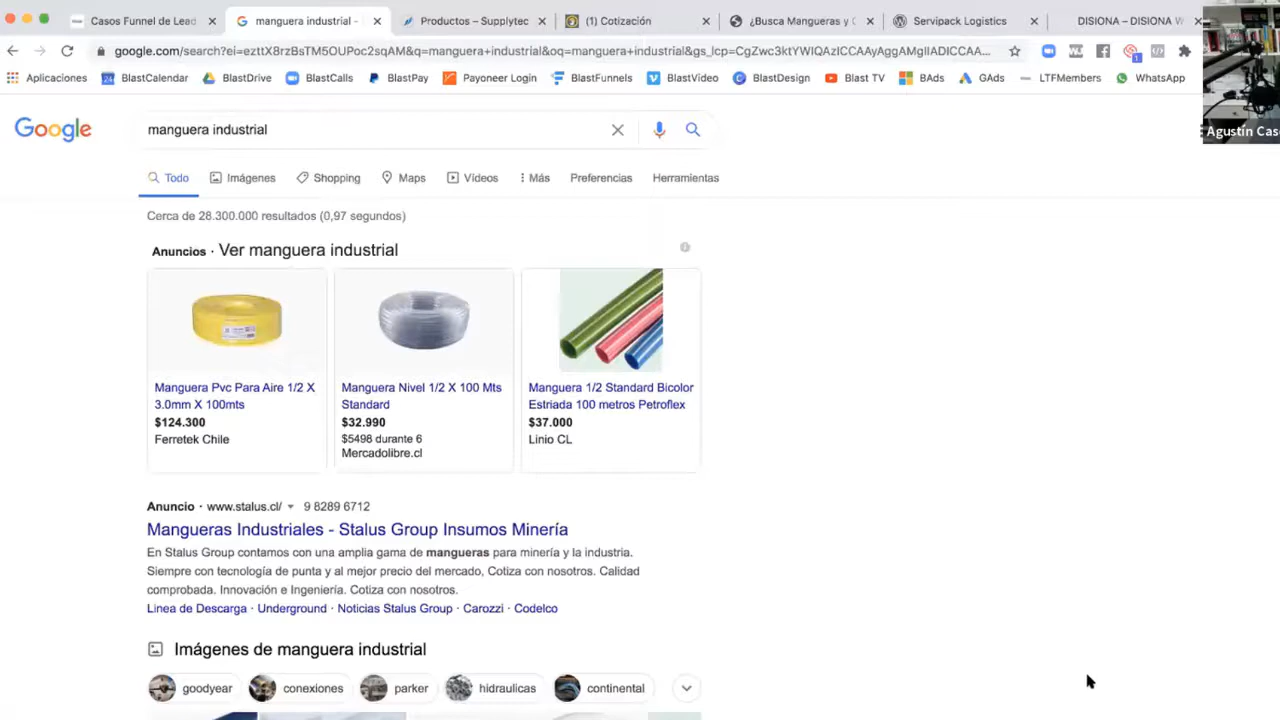 Casos Funnel de Lead
manguera industrial -
Productos – Supplytec
(1) Cotización
¿Busca Mangueras y C
Servipack Logistics
DISIONA – DISIONA W
google.com/search?ei=ezttX8rzBsTM5OUPoc2sqAM&q=manguera+industrial&oq=manguera+industrial&gs_lcp=CgZwc3ktYWIQAzICCAAyAggAMgIIADICCAA...
Aplicaciones
BlastCalendar
BlastDrive
BlastCalls
BlastPay
Payoneer Login
BlastFunnels
BlastVideo
BlastDesign
Blast TV
BAds
GAds
LTFMembers
WhatsApp
Agustín Cas
Google
manguera industrial
Todo
Imágenes
Shopping
Maps
Vídeos
Más
Preferencias
Herramientas
Cerca de 28.300.000 resultados (0,97 segundos)
Anuncios · Ver manguera industrial
Manguera Pvc Para Aire 1/2 X
3.0mm X 100mts
$124.300
Ferretek Chile
Manguera Nivel 1/2 X 100 Mts
Standard
$32.990
$5498 durante 6
Mercadolibre.cl
Manguera 1/2 Standard Bicolor
Estriada 100 metros Petroflex
$37.000
Linio CL
Anuncio · www.stalus.cl/ 9 8289 6712
Mangueras Industriales - Stalus Group Insumos Minería
En Stalus Group contamos con una amplia gama de mangueras para minería y la industria.
Siempre con tecnología de punta y al mejor precio del mercado, Cotiza con nosotros. Calidad
comprobada. Innovación e Ingeniería. Cotiza con nosotros.
Linea de Descarga · Underground · Noticias Stalus Group · Carozzi · Codelco
Imágenes de manguera industrial
goodyear
conexiones
parker
hidraulicas
continental